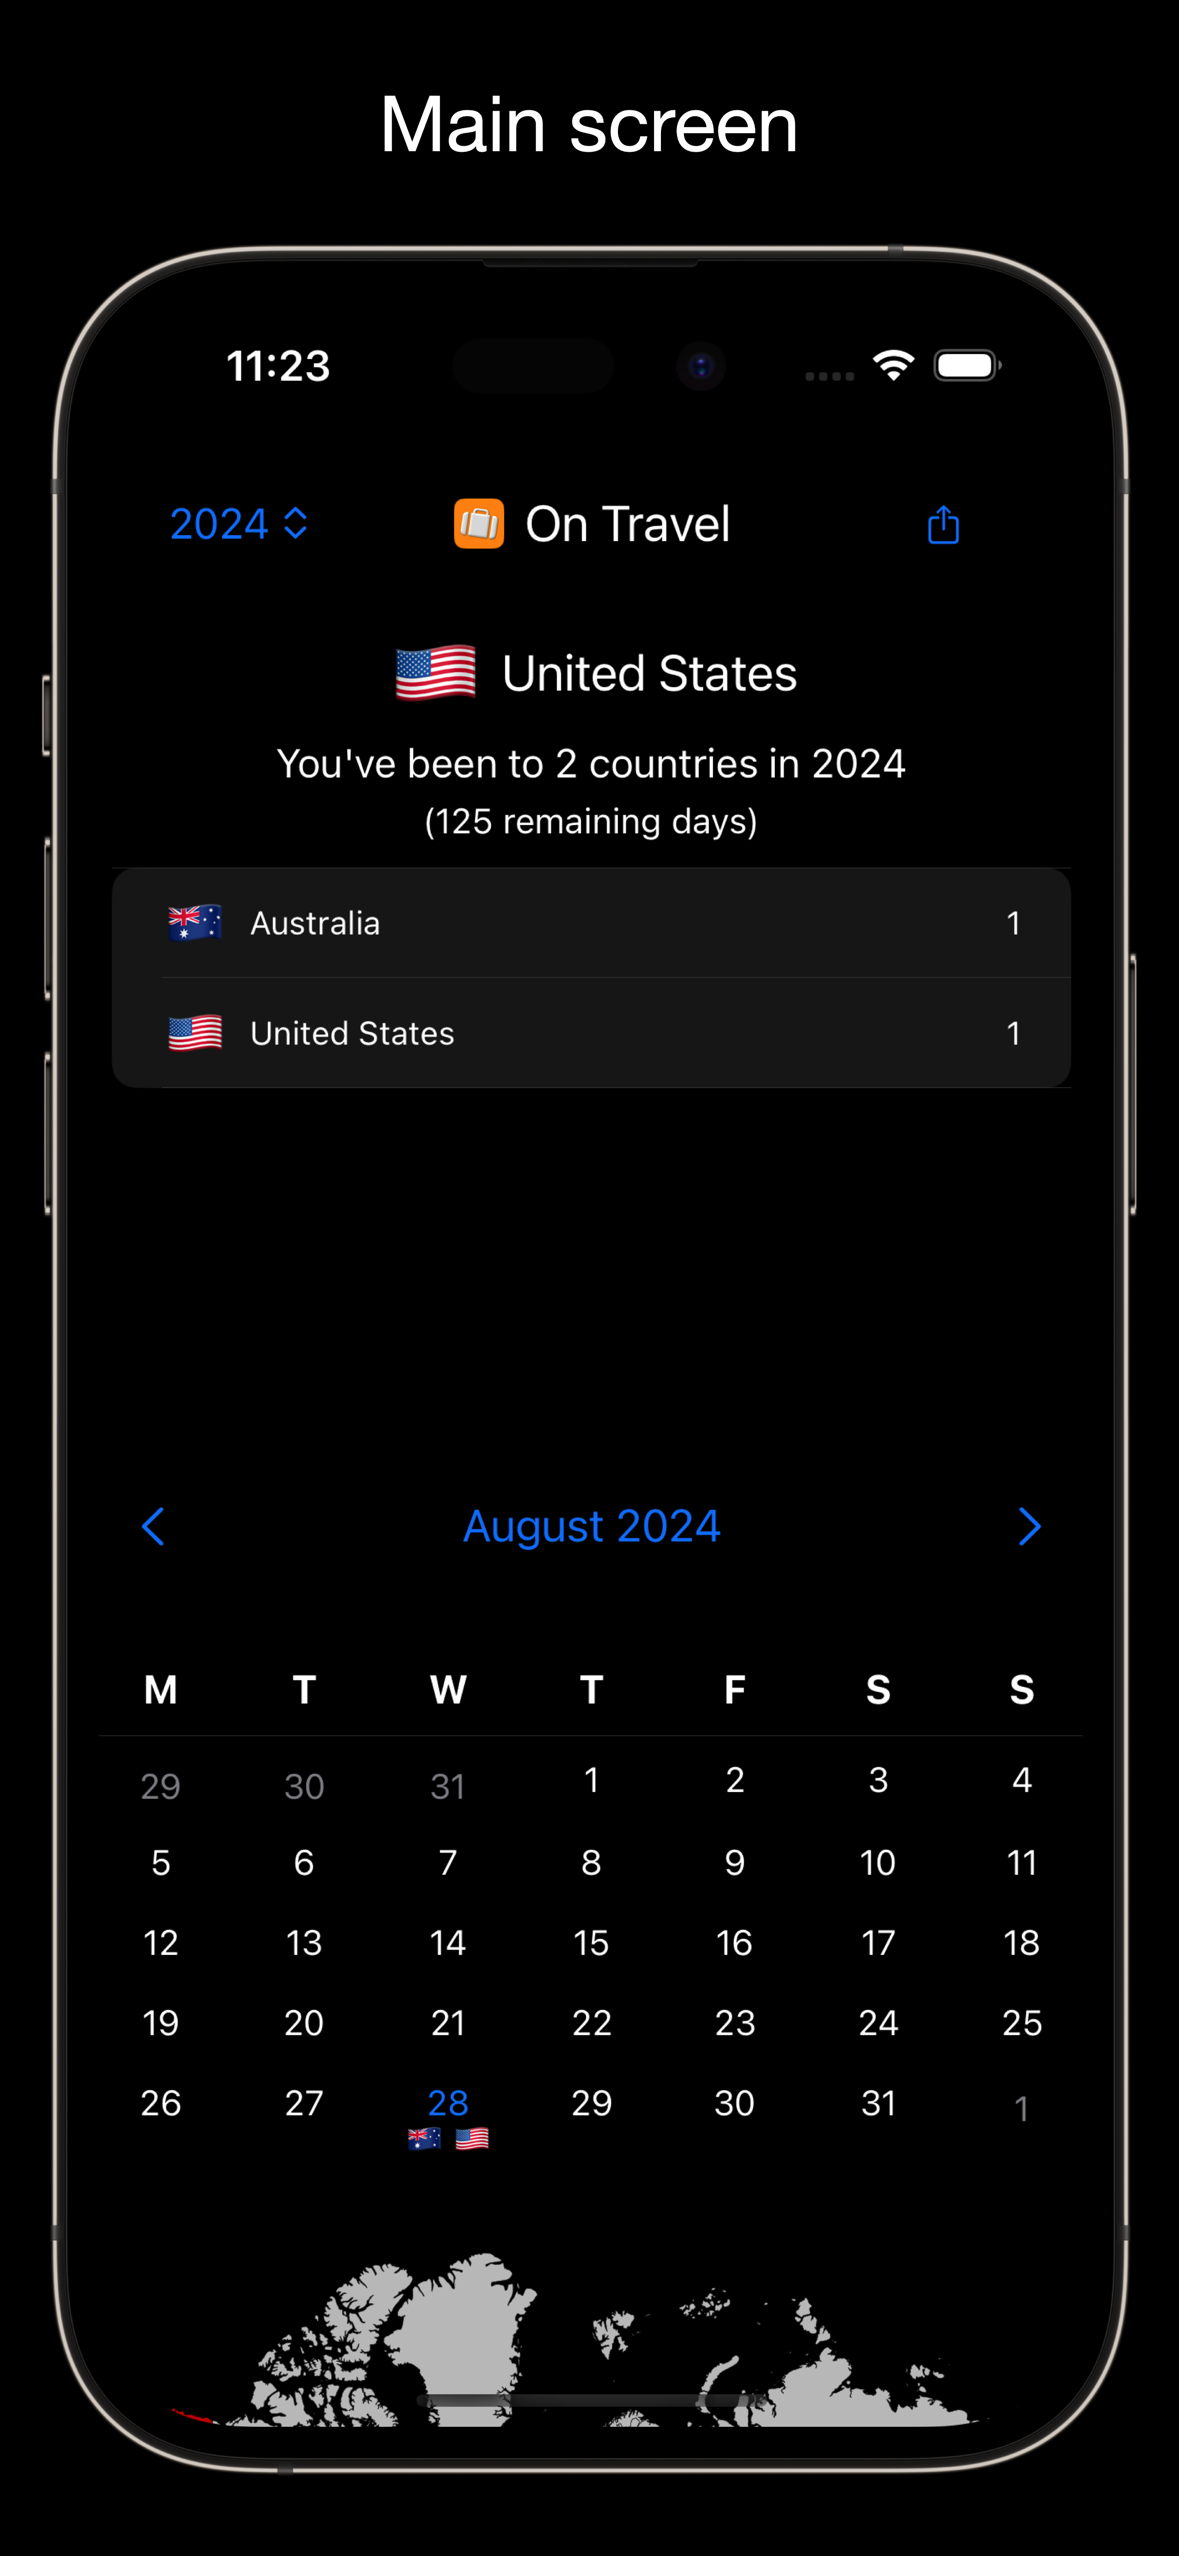 Main screen
11:23
2024 On Travel
United States
You've been to 2 countries in 2024
(125 remaining days)
Australia 1
United States 1
August 2024
M T W T F S S
29 30 31 1 2 3 4
5 6 7 8 9 10 11
12 13 14 15 16 17 18
19 20 21 22 23 24 25
26 27 28 29 30 31 1